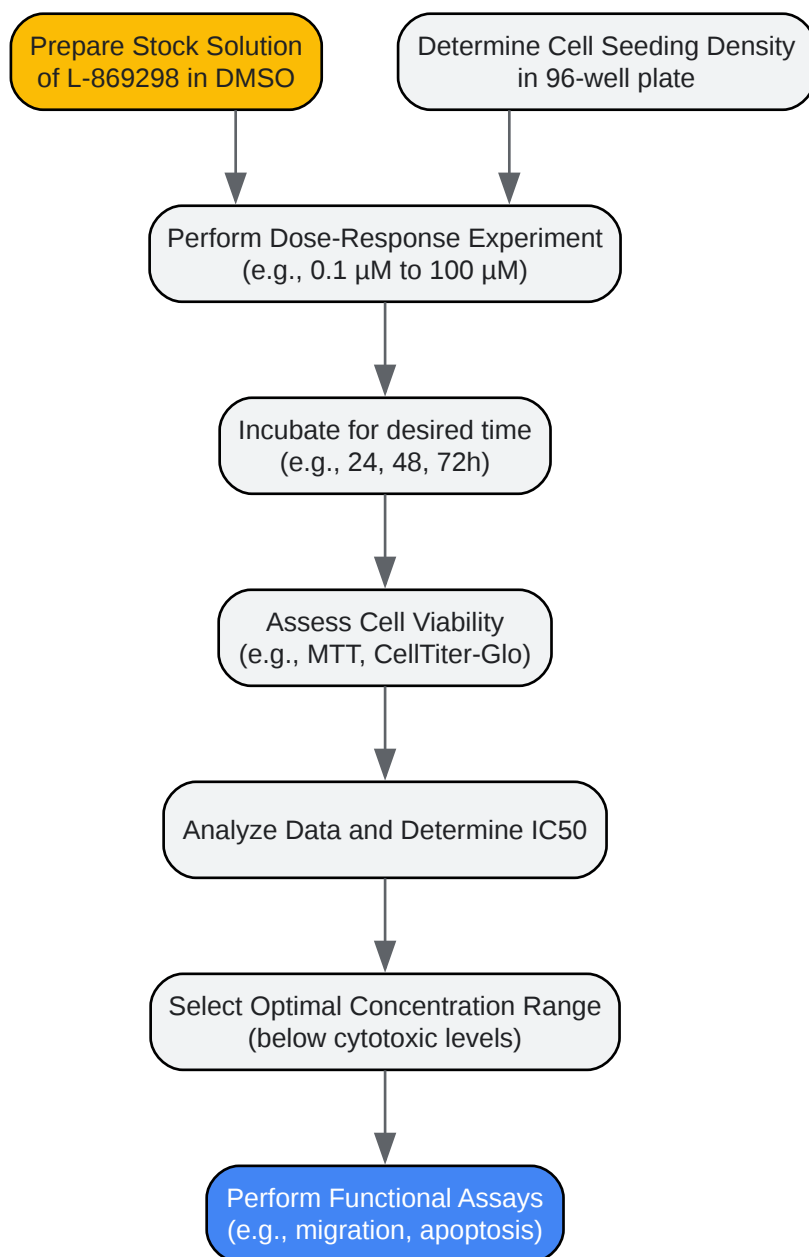 Prepare Stock Solution
of L-869298 in DMSO
Determine Cell Seeding Density
in 96-well plate
Perform Dose-Response Experiment
(e.g., 0.1 µM to 100 µM)
Incubate for desired time
(e.g., 24, 48, 72h)
Assess Cell Viability
(e.g., MTT, CellTiter-Glo)
Analyze Data and Determine IC50
Select Optimal Concentration Range
(below cytotoxic levels)
Perform Functional Assays
(e.g., migration, apoptosis)